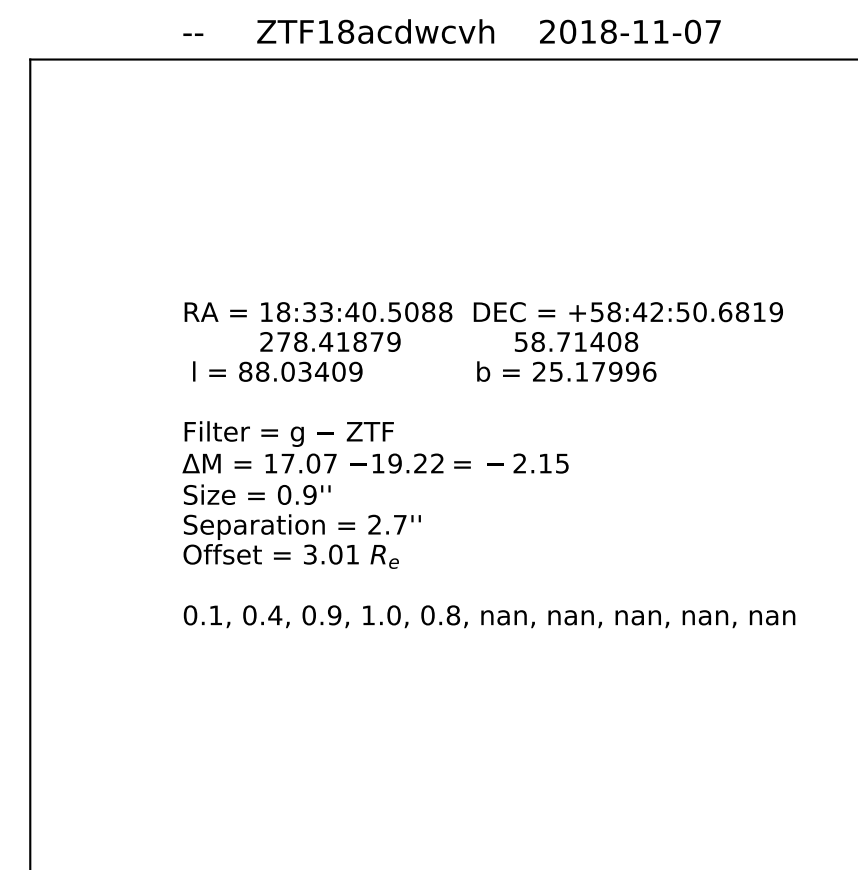 -- ZTF18acdwcvh 2018-11-07
RA = 18:33:40.5088 DEC = +58:42:50.6819
278.41879 58.71408
l = 88.03409 b = 25.17996
Filter = g − ZTF
ΔM = 17.07 −19.22 = −2.15
Size = 0.9''
Separation = 2.7''
Offset = 3.01 Re
0.1, 0.4, 0.9, 1.0, 0.8, nan, nan, nan, nan, nan